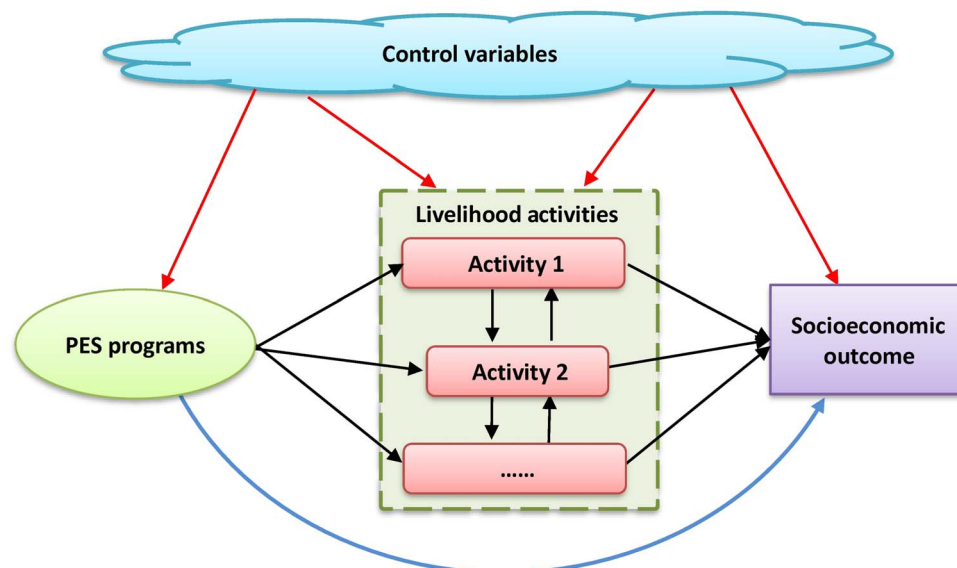 Control variables
Livelihood activities
Activity 1
PES programs
Activity 2
Socioeconomic
outcome
......